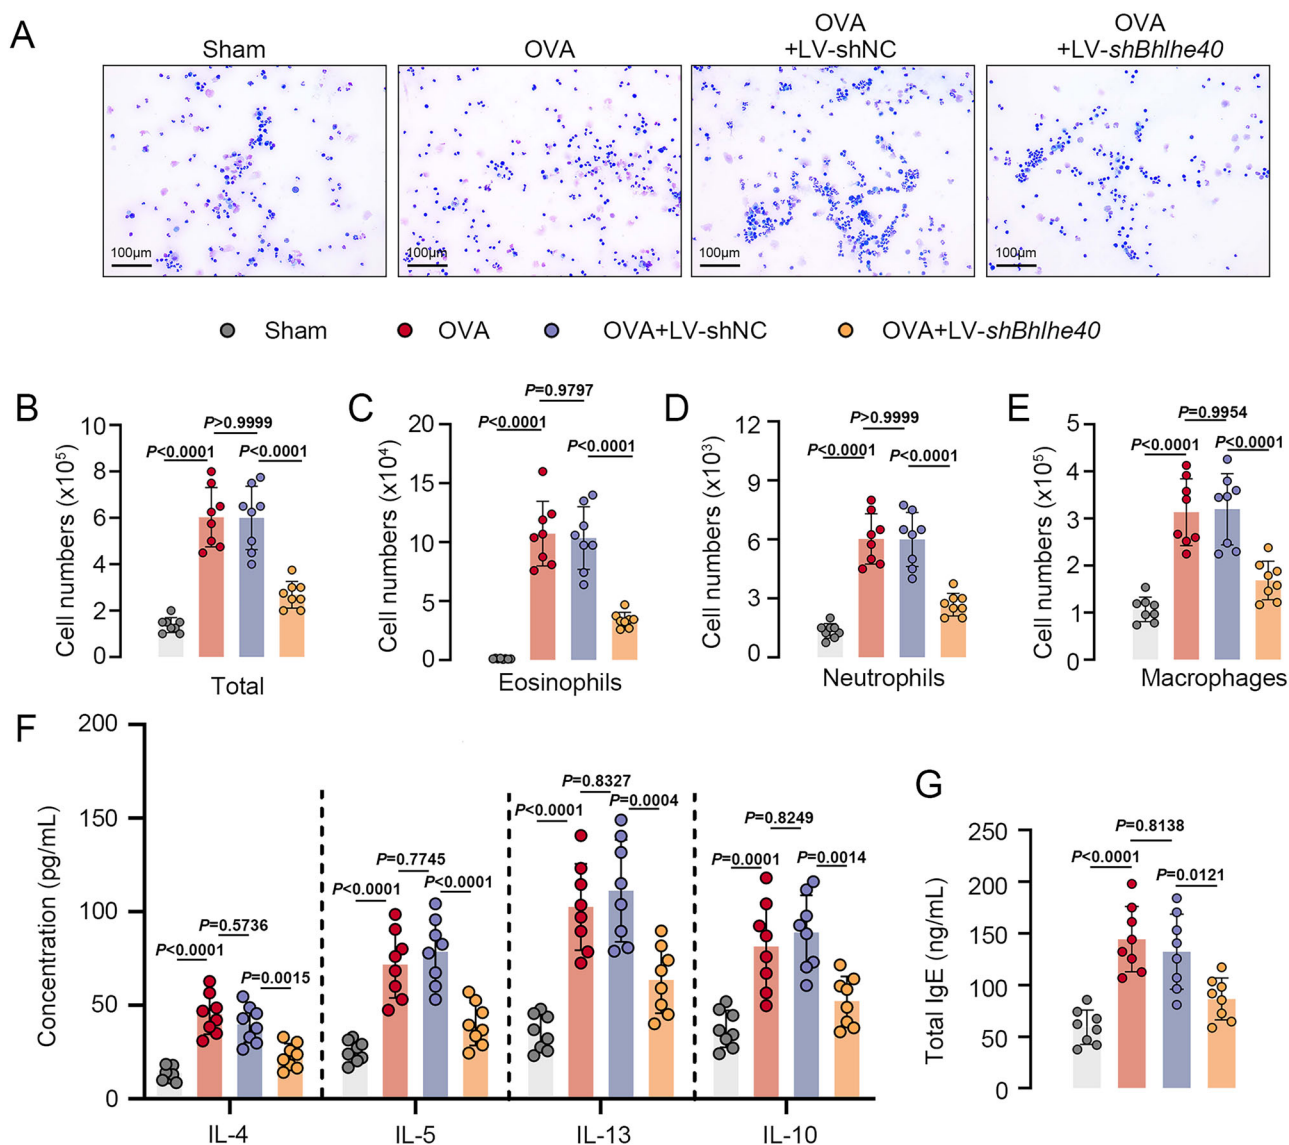 A
Sham
OVA
OVA
+LV-shNC
OVA
+LV-shBhlhe40
100μm
100μm
100μm
100μm
Sham
OVA
OVA+LV-shNC
OVA+LV-shBhlhe40
B
Cell numbers (x10⁵)
10
8
6
4
2
0
P<0.0001
P>0.9999
P<0.0001
Total
C
Cell numbers (x10⁴)
20
15
10
5
0
P<0.0001
P=0.9797
P<0.0001
Eosinophils
D
Cell numbers (x10³)
12
9
6
3
0
P<0.0001
P>0.9999
P<0.0001
Neutrophils
E
Cell numbers (x10⁵)
5
4
3
2
1
0
P<0.0001
P=0.9954
P<0.0001
Macrophages
F
Concentration (pg/mL)
200
150
100
50
0
P<0.0001
P=0.5736
P=0.0015
IL-4
P<0.0001
P=0.7745
P<0.0001
IL-5
P<0.0001
P=0.8327
P=0.0004
IL-13
P=0.0001
P=0.8249
P=0.0014
IL-10
G
Total IgE (ng/mL)
250
200
150
100
50
0
P<0.0001
P=0.8138
P=0.0121